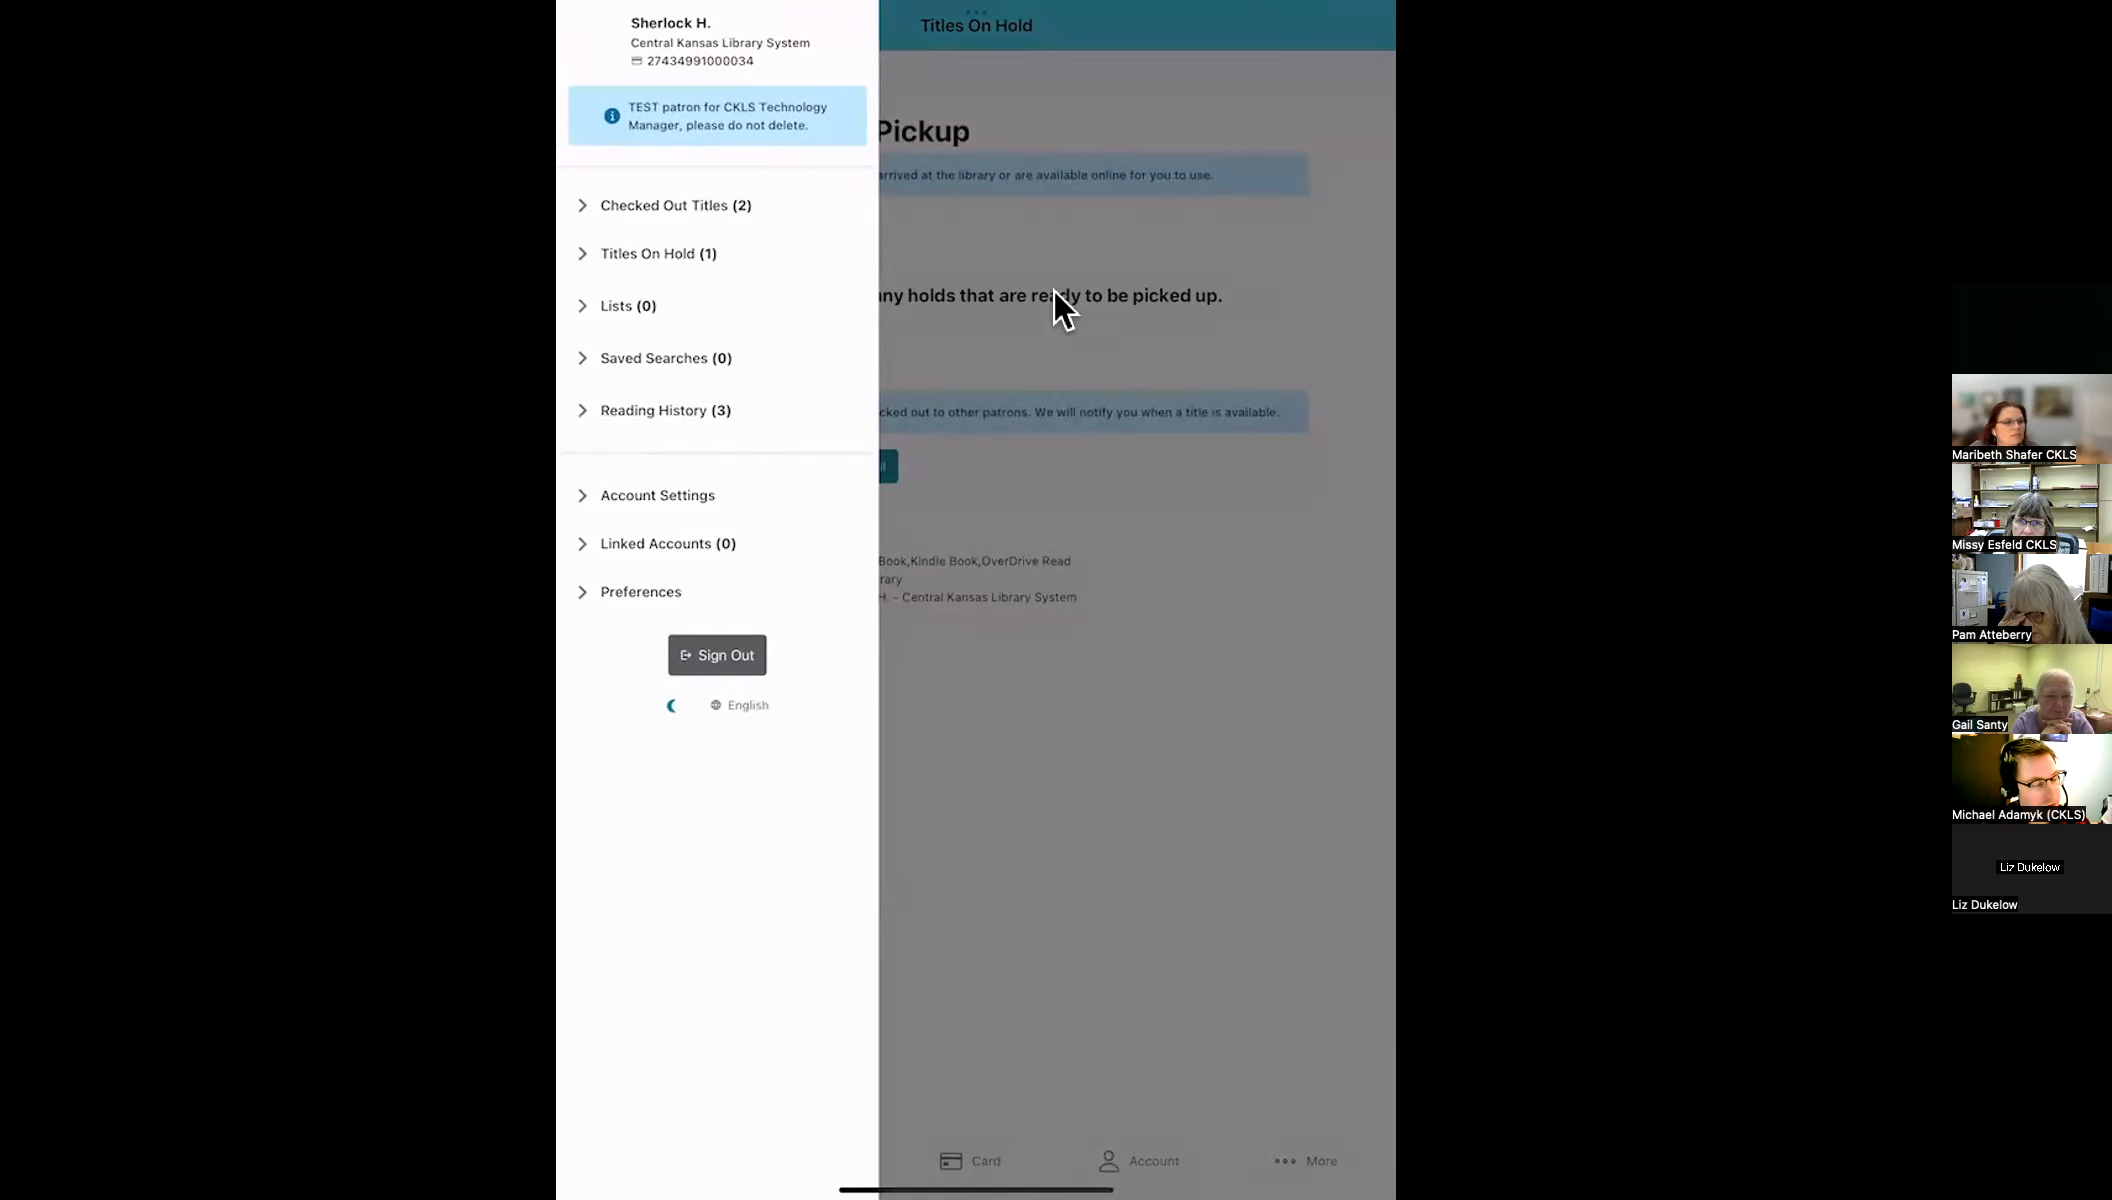 Sherlock H.
Central Kansas Library System
27434991000034
TEST patron for CKLS Technology
Manager, please do not delete.
Checked Out Titles (2)
Titles On Hold (1)
Lists (0)
Saved Searches (0)
Reading History (3)
Account Settings
Linked Accounts (0)
Preferences
Sign Out
English
Titles On Hold
Pickup
arrived at the library or are available online for you to use.
any holds that are ready to be picked up.
cked out to other patrons. We will notify you when a title is available.
Book,Kindle Book,OverDrive Read
rary
H. - Central Kansas Library System
Card
Account
More
Maribeth Shafer CKLS
Missy Esfeld CKLS
Pam Atteberry
Gail Santy
Michael Adamyk (CKLS)
Liz Dukelow
Liz Dukelow